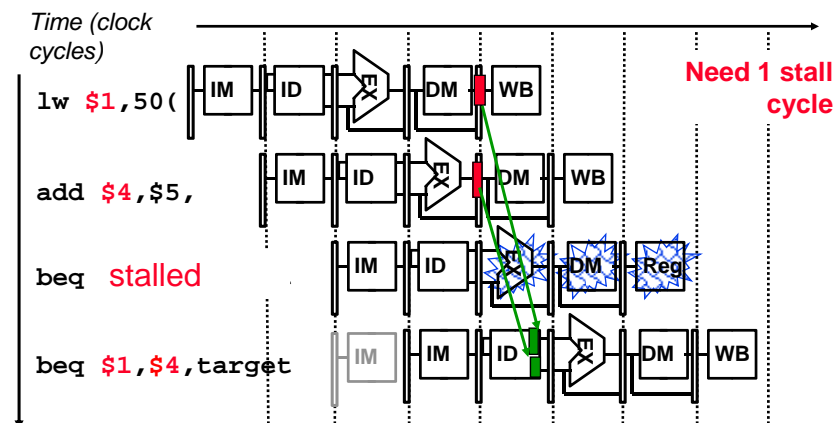 Time (clock
cycles)
Need 1 stall
cycle
lw $1,50( IM ID EX DM WB
add $4,$5, IM ID EX DM WB
beq stalled IM ID EX DM Reg
beq $1,$4,target IM IM ID EX DM WB